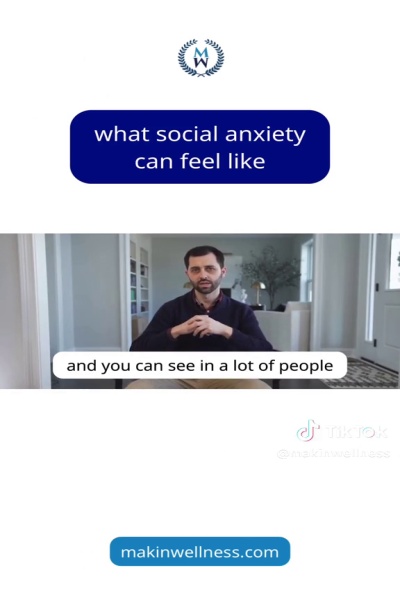 MW
what social anxiety
can feel like
and you can see in a lot of people
TikTok
@makinwellness
makinwellness.com